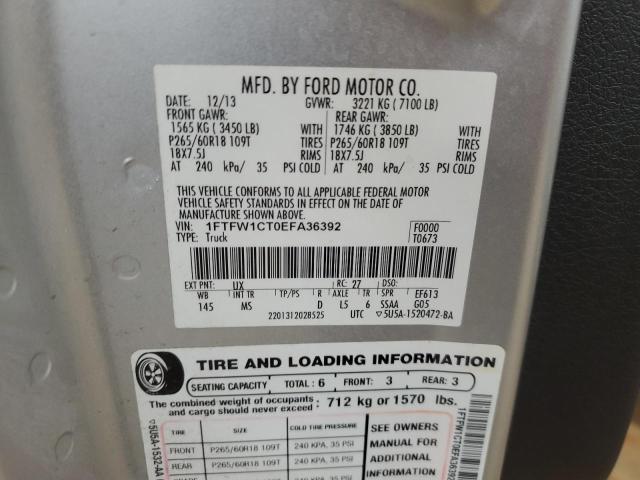 MFD. BY FORD MOTOR CO.
DATE: 12/13 GVWR: 3221 KG ( 7100 LB)
FRONT GAWR: REAR GAWR:
1565 KG ( 3450 LB) WITH 1746 KG ( 3850 LB) WITH
P265/60R18 109T TIRES P265/60R18 109T TIRES
18X7.5J RIMS 18X7.5J RIMS
AT 240 kPa/ 35 PSI COLD AT 240 kPa/ 35 PSI COLD
THIS VEHICLE CONFORMS TO ALL APPLICABLE FEDERAL MOTOR
VEHICLE SAFETY STANDARDS IN EFFECT ON THE DATE OF
MANUFACTURE SHOWN ABOVE.
VIN: 1FTFW1CT0EFA36392 F0000
TYPE: Truck T0673
EXT PNT: UX RC: 27 DSO:
WB INT TR TP/PS R AXLE TR SPR EF613
145 MS D L5 6 SSAA G05
2201312028525 UTC ▽5U5A-1520472-BA
TIRE AND LOADING INFORMATION
SEATING CAPACITY TOTAL : 6 FRONT: 3 REAR: 3
The combined weight of occupants and cargo should never exceed : 712 kg or 1570 lbs.
TIRE SIZE COLD TIRE PRESSURE
FRONT P265/60R18 109T 240 KPA, 35 PSI
REAR P265/60R18 109T 240 KPA, 35 PSI
SEE OWNERS
MANUAL FOR
ADDITIONAL
INFORMATION
▽5U5A-1532-AA
1FTFW1CT0EFA36392